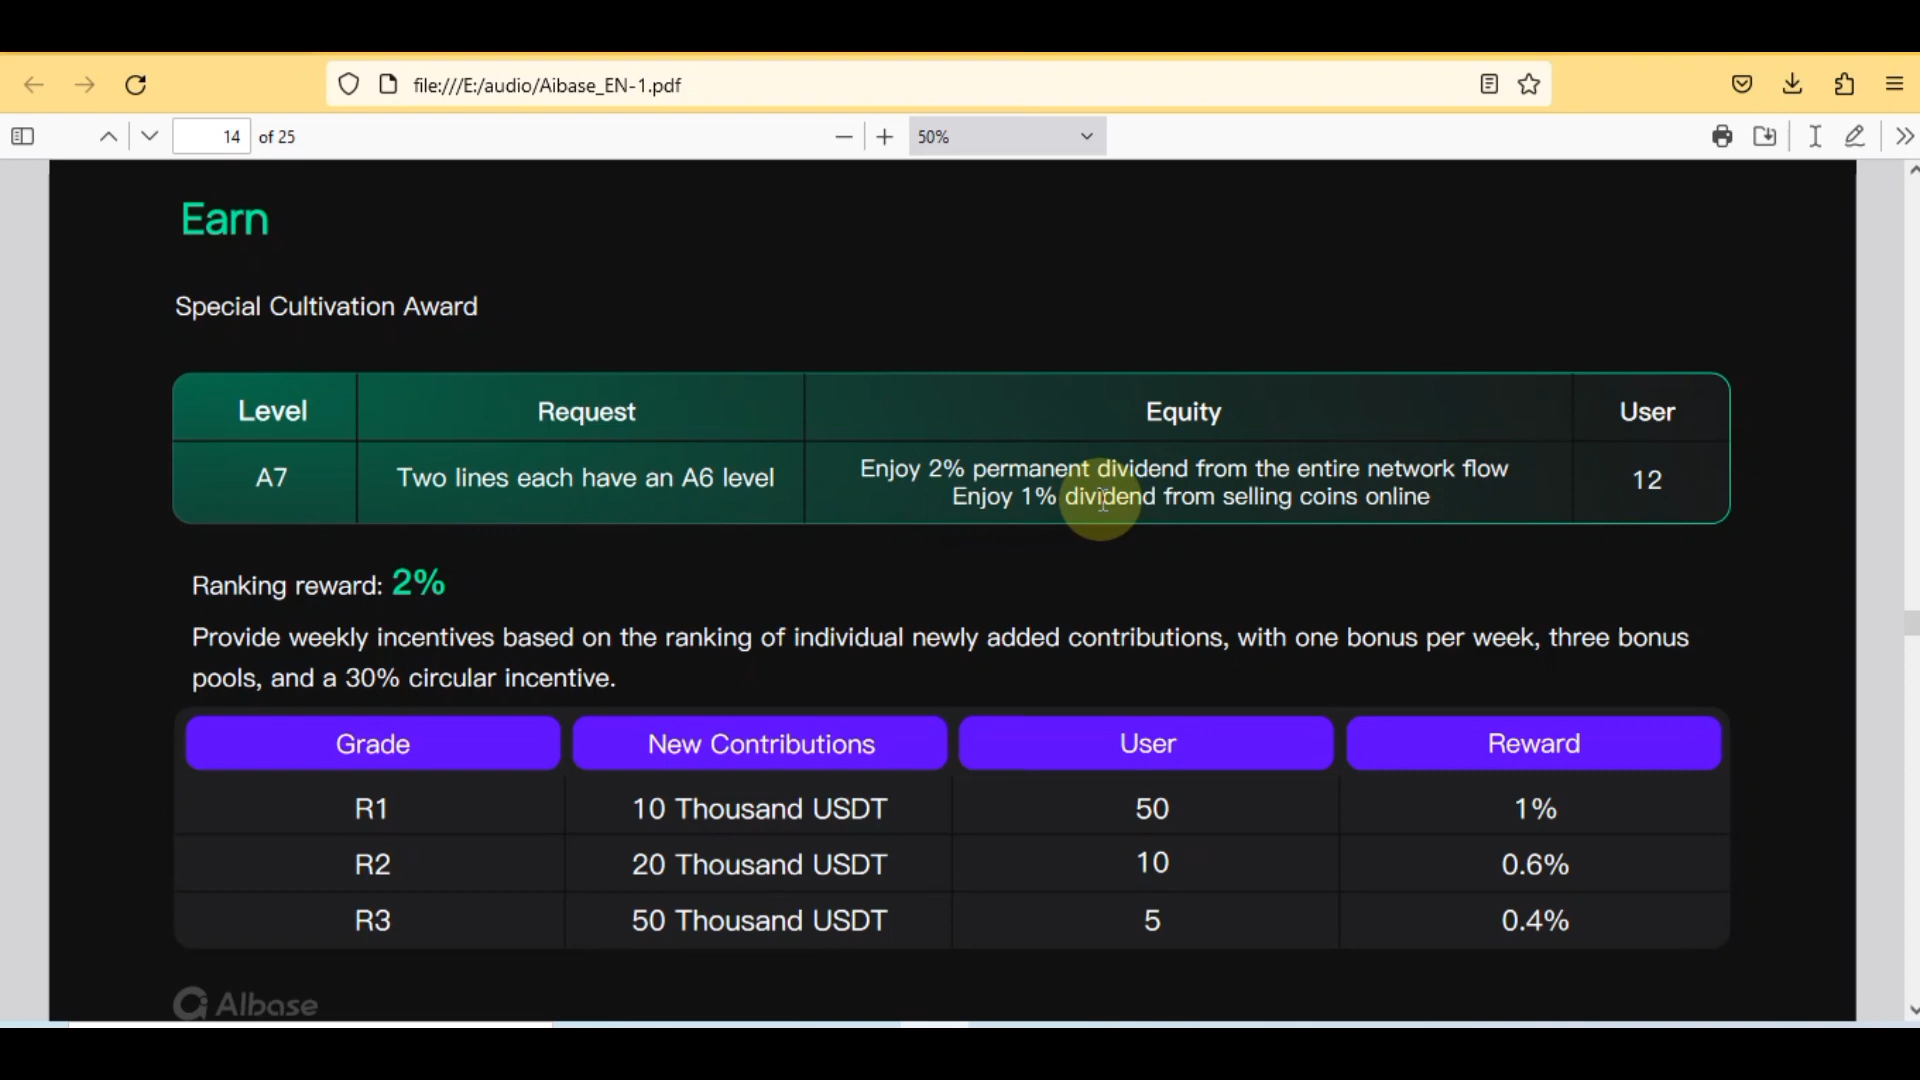 file:///E:/audio/Aibase_EN-1.pdf
14 of 25
50%
Earn
Special Cultivation Award
Level Request Equity User
A7 Two lines each have an A6 level Enjoy 2% permanent dividend from the entire network flow 12
Enjoy 1% dividend from selling coins online
Ranking reward: 2%
Provide weekly incentives based on the ranking of individual newly added contributions, with one bonus per week, three bonus
pools, and a 30% circular incentive.
Grade New Contributions User Reward
R1 10 Thousand USDT 50 1%
R2 20 Thousand USDT 10 0.6%
R3 50 Thousand USDT 5 0.4%
AIbase